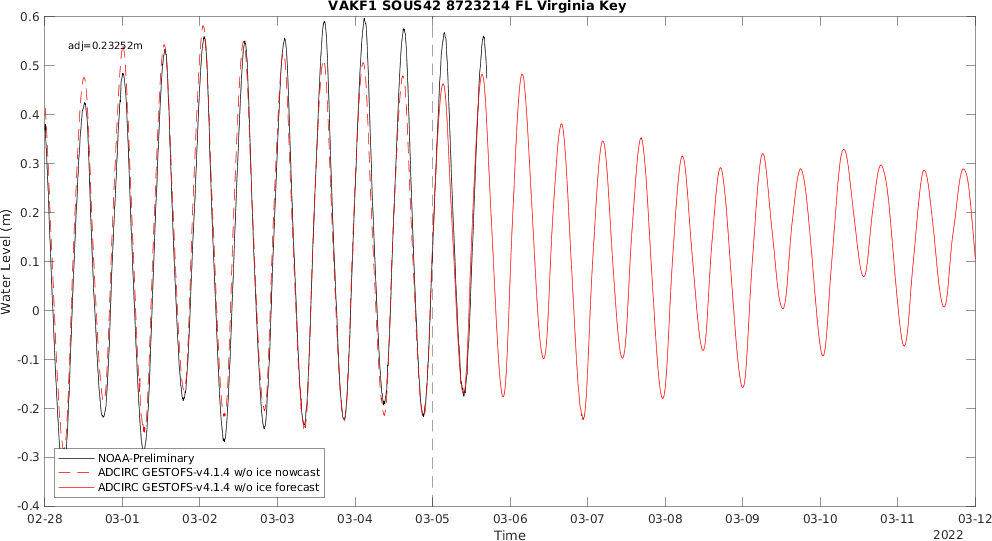 VAKF1 SOUS42 8723214 FL Virginia Key
adj=0.23252m
Water Level (m)
0.6
0.5
0.4
0.3
0.2
0.1
0
-0.1
-0.2
-0.3
-0.4
NOAA-Preliminary
ADCIRC GESTOFS-v4.1.4 w/o ice nowcast
ADCIRC GESTOFS-v4.1.4 w/o ice forecast
02-28 03-01 03-02 03-03 03-04 03-05 03-06 03-07 03-08 03-09 03-10 03-11 03-12
Time
2022